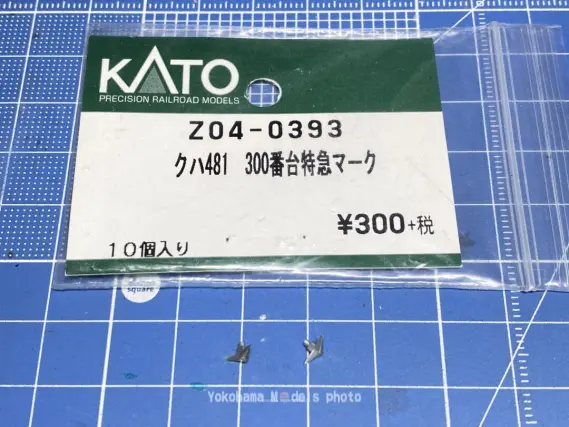 KATO
PRECISION RAILROAD MODELS
Z04-0393
クハ481 300番台特急マーク
¥300+税
10個入り
square
Yokohama Models photo